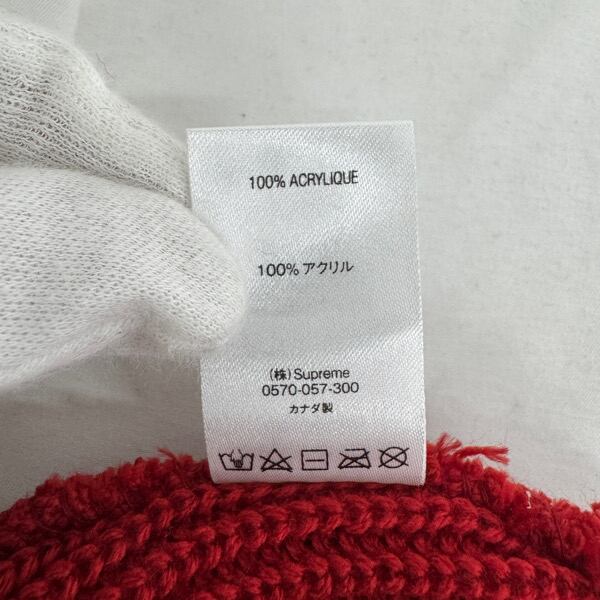 100% ACRYLIQUE
100% アクリル
(株)Supreme
0570-057-300
カナダ製